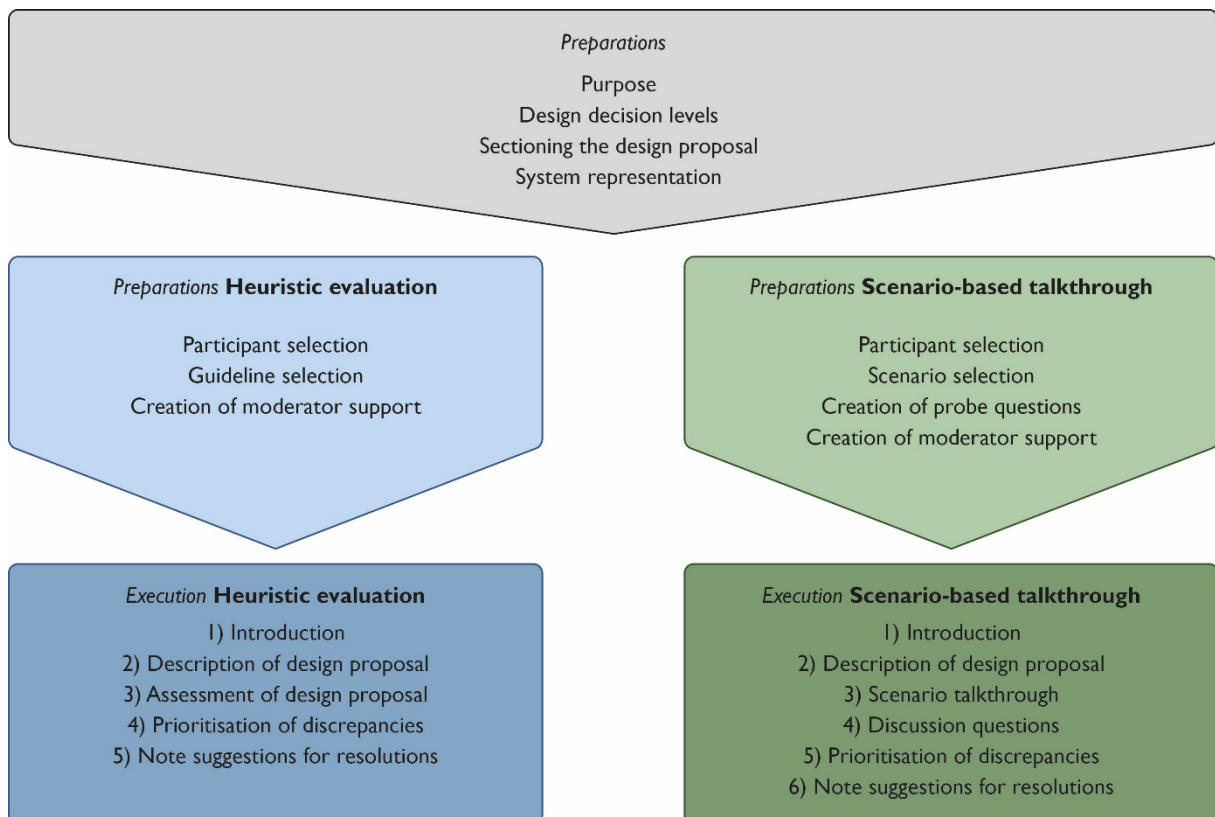 Preparations
Purpose
Design decision levels
Sectioning the design proposal
System representation
Preparations Heuristic evaluation
Participant selection
Guideline selection
Creation of moderator support
Preparations Scenario-based talkthrough
Participant selection
Scenario selection
Creation of probe questions
Creation of moderator support
Execution Heuristic evaluation
1) Introduction
2) Description of design proposal
3) Assessment of design proposal
4) Prioritisation of discrepancies
5) Note suggestions for resolutions
Execution Scenario-based talkthrough
1) Introduction
2) Description of design proposal
3) Scenario talkthrough
4) Discussion questions
5) Prioritisation of discrepancies
6) Note suggestions for resolutions